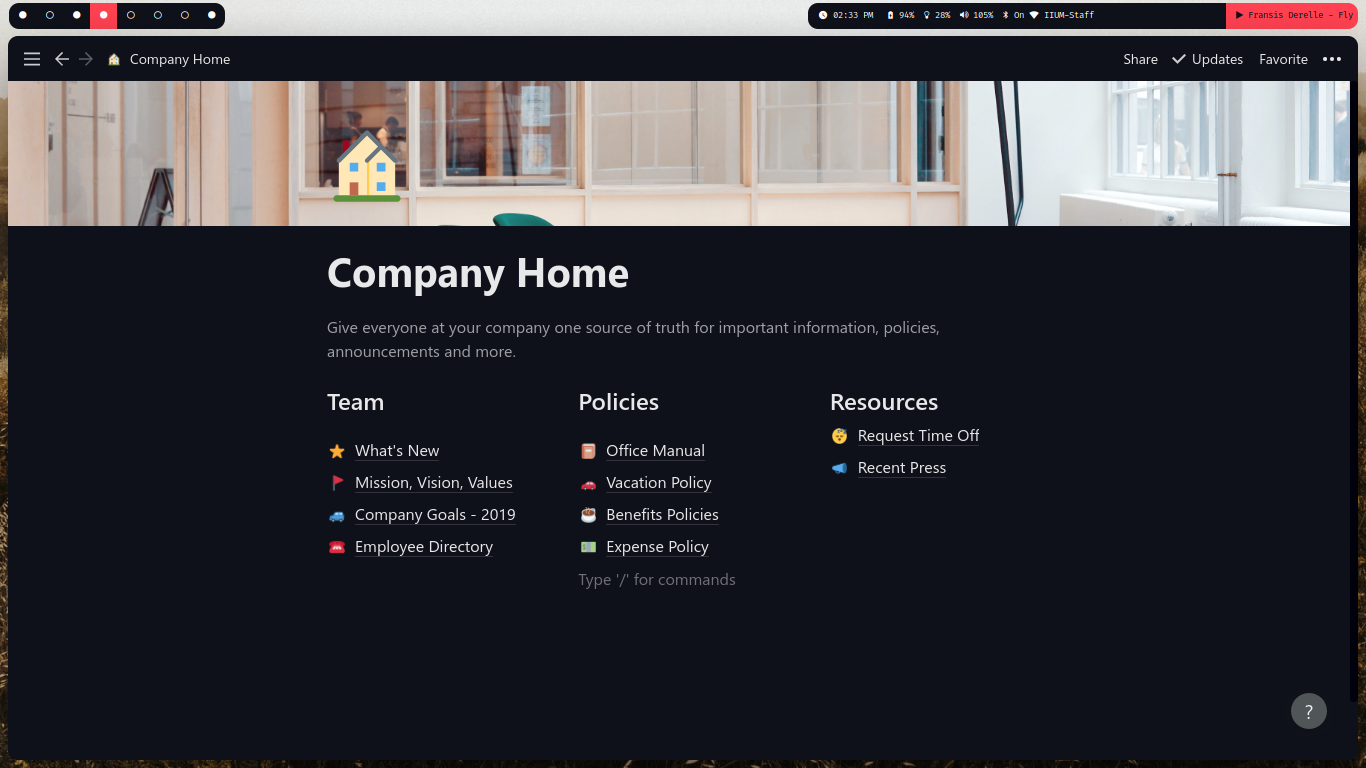 02:33 PM 94% 28% 105% On IIUM-Staff Fransis Derelle - Fly
Company Home Share Updates Favorite
Company Home
Give everyone at your company one source of truth for important information, policies,
announcements and more.
Team
What's New
Mission, Vision, Values
Company Goals - 2019
Employee Directory
Policies
Office Manual
Vacation Policy
Benefits Policies
Expense Policy
Type '/' for commands
Resources
Request Time Off
Recent Press
?